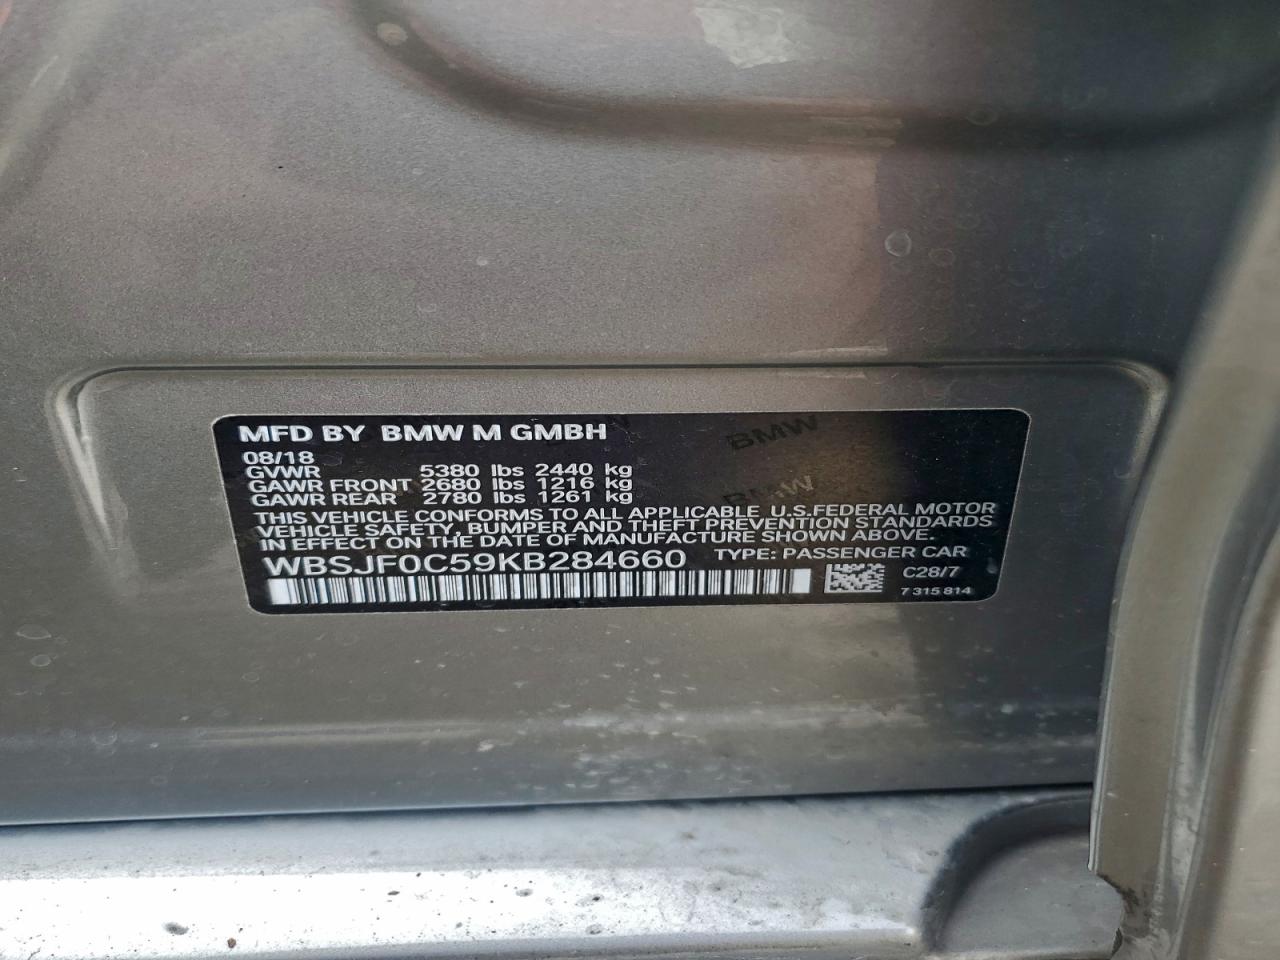 MFD BY BMW M GMBH
08/18
GVWR 5380 lbs 2440 kg
GAWR FRONT 2680 lbs 1216 kg
GAWR REAR 2780 lbs 1261 kg
THIS VEHICLE CONFORMS TO ALL APPLICABLE U.S.FEDERAL MOTOR
VEHICLE SAFETY, BUMPER AND THEFT PREVENTION STANDARDS
IN EFFECT ON THE DATE OF MANUFACTURE SHOWN ABOVE.
WBSJF0C59KB284660 TYPE: PASSENGER CAR
C28/7
7 315 814
BMW
BMW